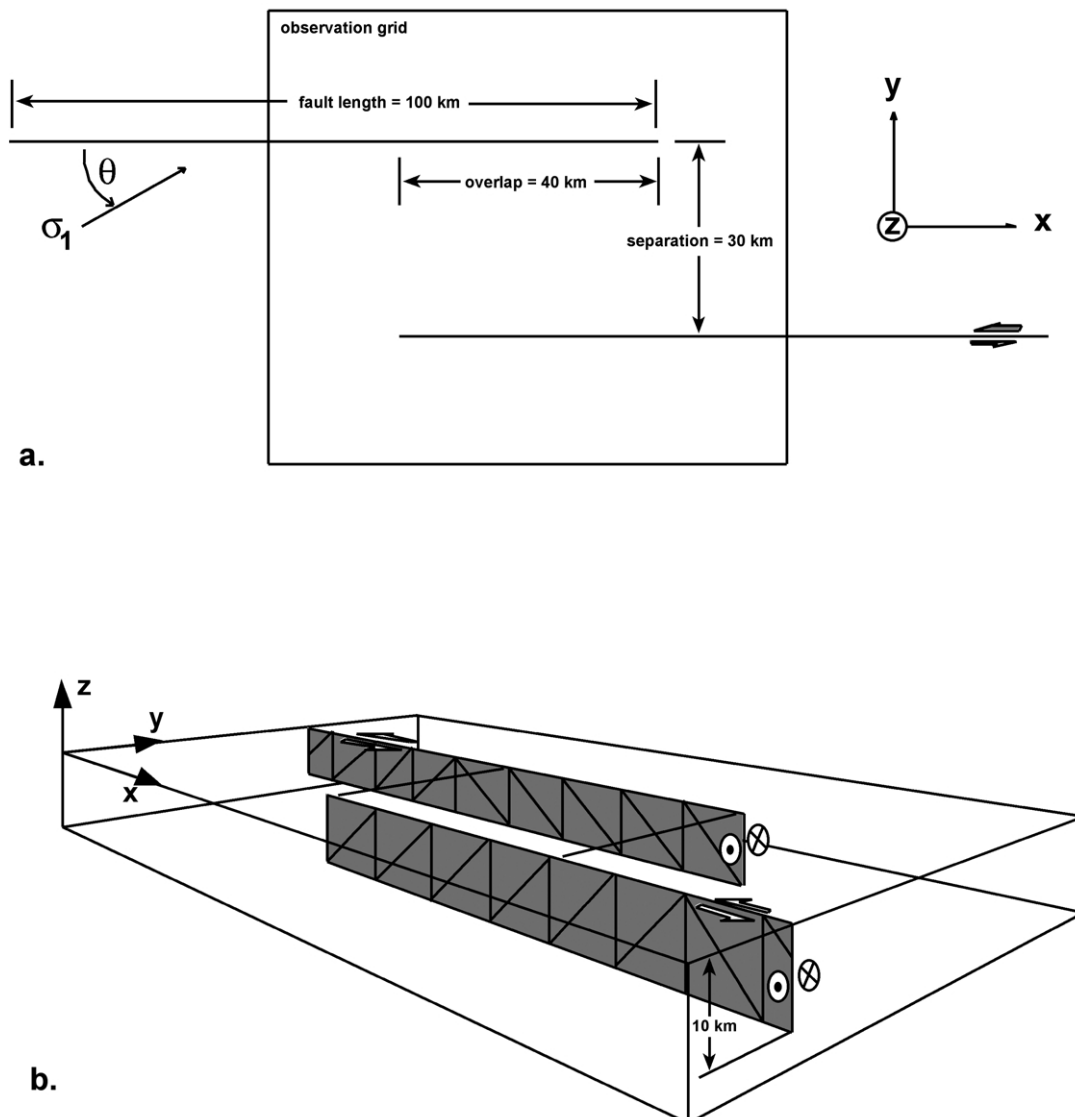 observation grid
fault length = 100 km
y
θ
overlap = 40 km
σ1
z
x
separation = 30 km
a.
z
y
x
10 km
b.